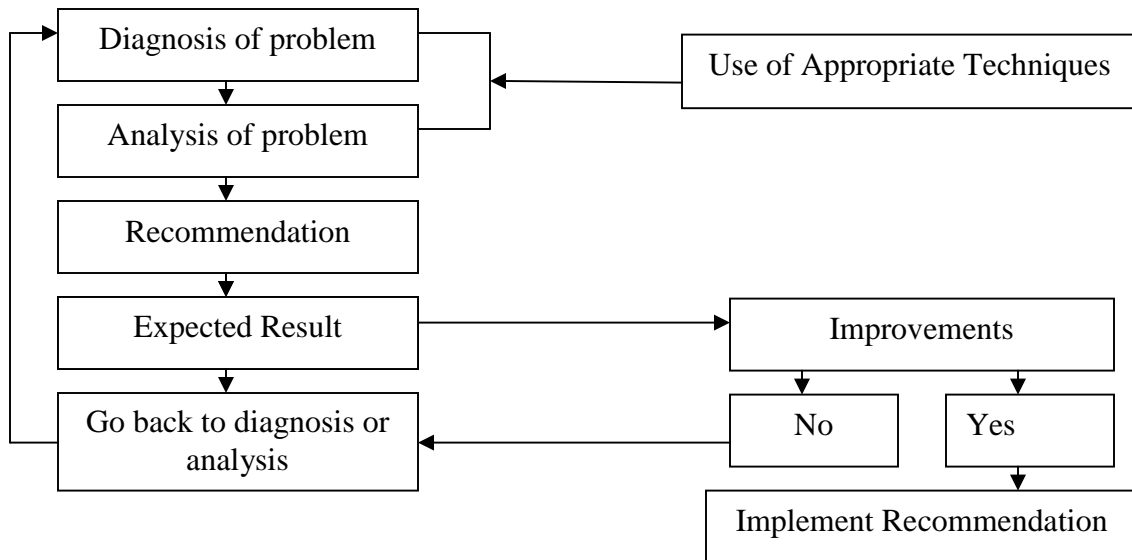 Diagnosis of problem
Use of Appropriate Techniques
Analysis of problem
Recommendation
Expected Result
Improvements
Go back to diagnosis or
analysis
No
Yes
Implement Recommendation